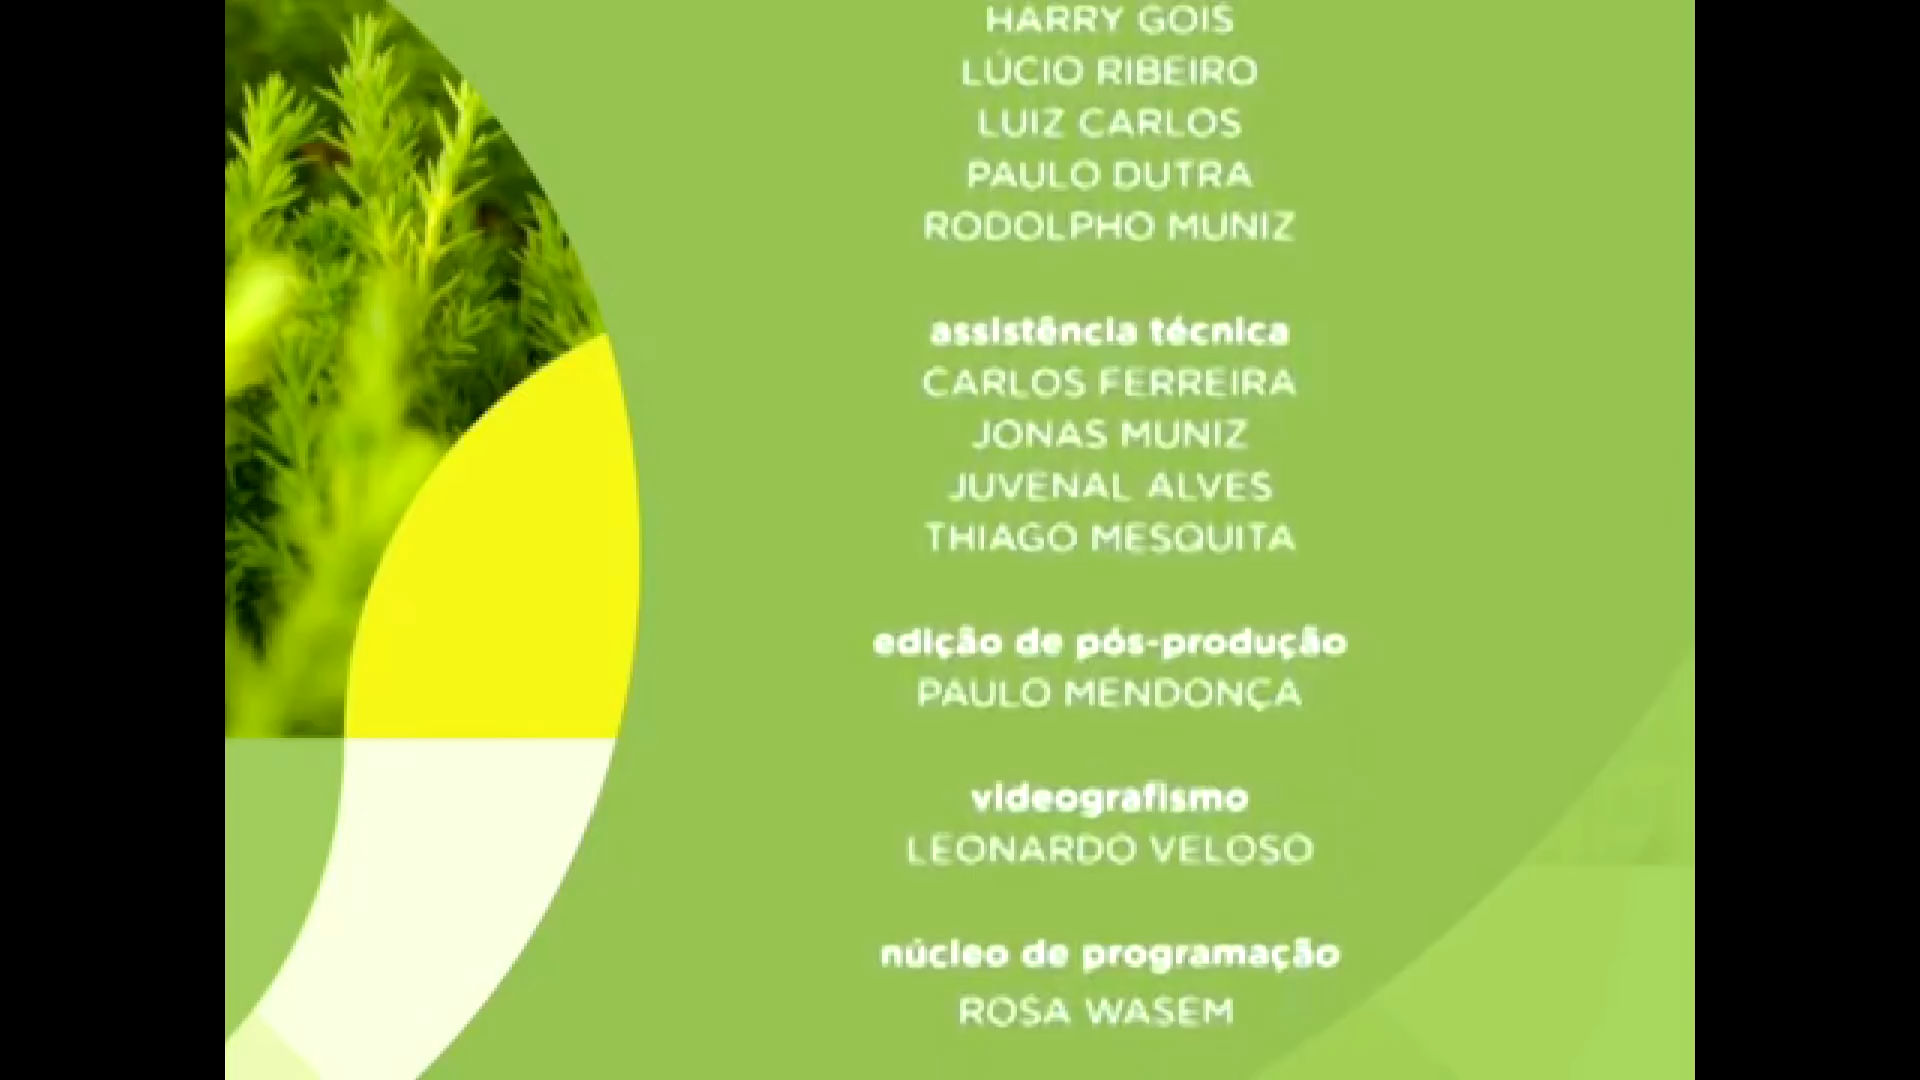 HARRY GOIS
LÚCIO RIBEIRO
LUIZ CARLOS
PAULO DUTRA
RODOLPHO MUNIZ
assistência técnica
CARLOS FERREIRA
JONAS MUNIZ
JUVENAL ALVES
THIAGO MESQUITA
edição de pós-produção
PAULO MENDONÇA
videografismo
LEONARDO VELOSO
núcleo de programação
ROSA WASEM